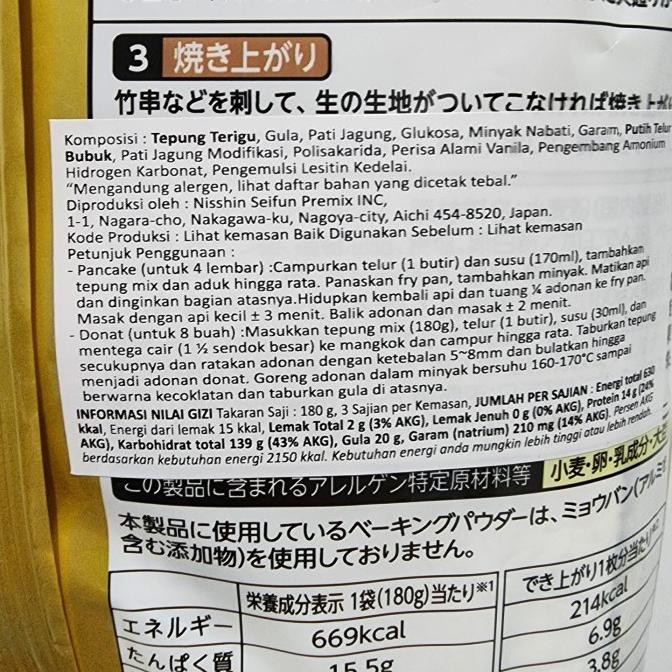 3 焼き上がり
竹串などを刺して、生の生地がついてこなければ焼き上が
Komposisi : Tepung Terigu, Gula, Pati Jagung, Glukosa, Minyak Nabati, Garam, Putih Telur
Bubuk, Pati Jagung Modifikasi, Polisakarida, Perisa Alami Vanila, Pengembang Amonium
Hidrogen Karbonat, Pengemulsi Lesitin Kedelai.
“Mengandung alergen, lihat daftar bahan yang dicetak tebal.”
Diproduksi oleh : Nisshin Seifun Premix INC,
1-1, Nagara-cho, Nakagawa-ku, Nagoya-city, Aichi 454-8520, Japan.
Kode Produksi : Lihat kemasan Baik Digunakan Sebelum : Lihat kemasan
Petunjuk Penggunaan :
- Pancake (untuk 4 lembar) :Campurkan telur (1 butir) dan susu (170ml), tambahkan
tepung mix dan aduk hingga rata. Panaskan fry pan, tambahkan minyak. Matikan api
dan dinginkan bagian atasnya.Hidupkan kembali api dan tuang ¼ adonan ke fry pan.
Masak dengan api kecil ± 3 menit. Balik adonan dan masak ± 2 menit.
- Donat (untuk 8 buah) :Masukkan tepung mix (180g), telur (1 butir), susu (30ml), dan
mentega cair (1 ½ sendok besar) ke mangkok dan campur hingga rata. Taburkan tepung
secukupnya dan ratakan adonan dengan ketebalan 5~8mm dan bulatkan hingga
menjadi adonan donat. Goreng adonan dalam minyak bersuhu 160-170°C sampai
berwarna kecoklatan dan taburkan gula di atasnya.
INFORMASI NILAI GIZI Takaran Saji : 180 g, 3 Sajian per Kemasan, JUMLAH PER SAJIAN : Energi total 630
kkal, Energi dari lemak 15 kkal, Lemak Total 2 g (3% AKG), Lemak Jenuh 0 g (0% AKG), Protein 14 g (24%
AKG), Karbohidrat total 139 g (43% AKG), Gula 20 g, Garam (natrium) 210 mg (14% AKG). Persen AKG
berdasarkan kebutuhan energi 2150 kkal. Kebutuhan energi anda mungkin lebih tinggi atau lebih rendah.
この製品に含まれるアレルゲン特定原材料等 小麦・卵・乳成分・大
本製品に使用しているベーキングパウダーは、ミョウバン(アルミ
含む添加物)を使用しておりません。
栄養成分表示 1袋(180g)当たり※1 でき上がり1枚分当たり
エネルギー 669kcal 214kcal
たんぱく質 15.5g 6.9g
3.8g